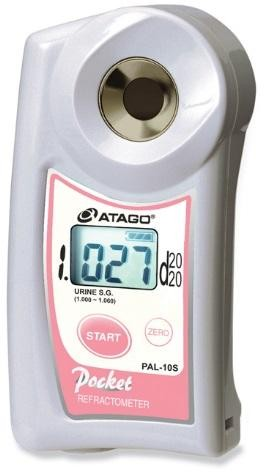 ATAGO®
1.027 d20
20
URINE S.G.
(1.000 ~ 1.060)
START
ZERO
PAL-10S
Pocket
REFRACTOMETER